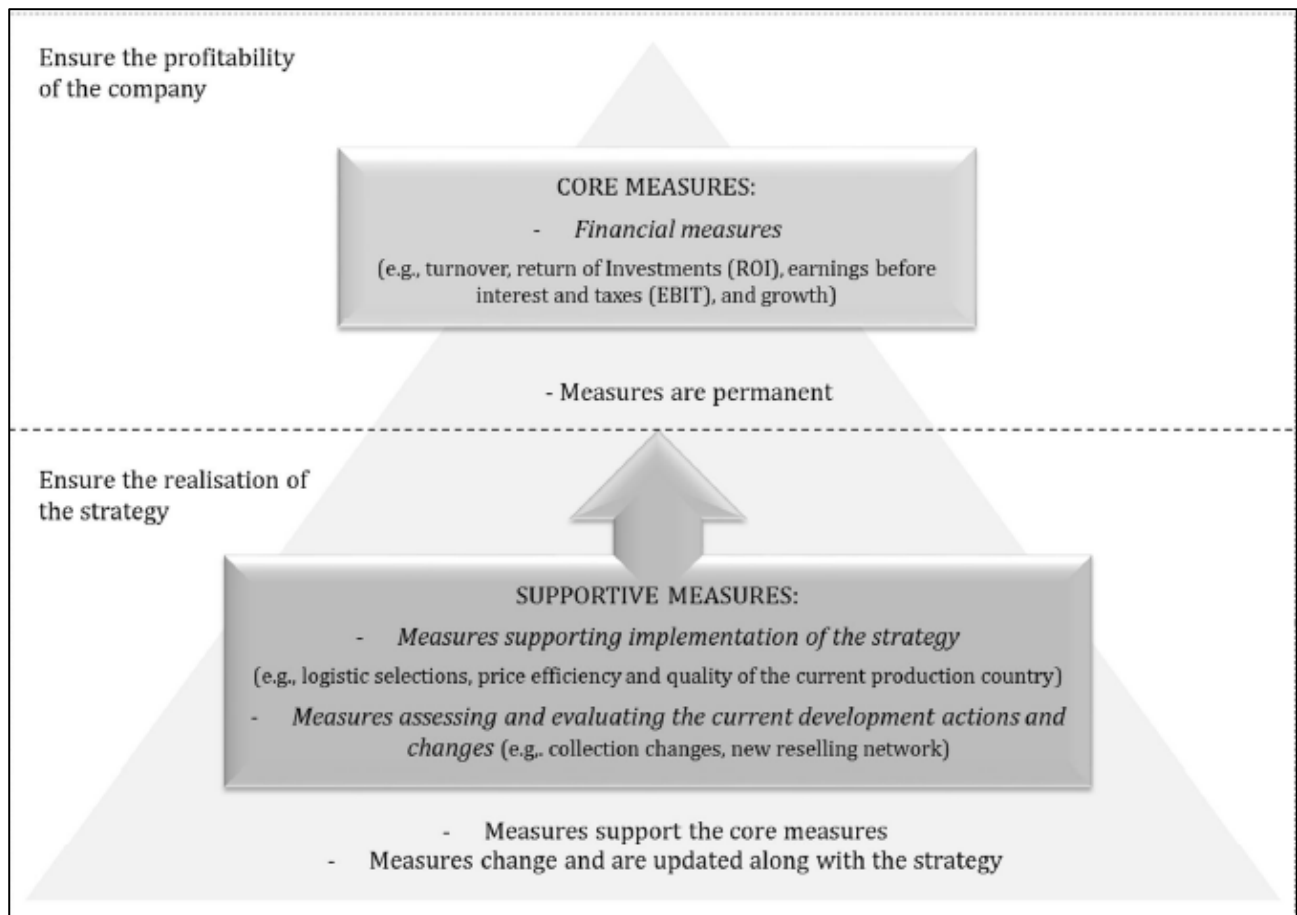 Ensure the profitability
of the company
CORE MEASURES:
- Financial measures
(e.g., turnover, return of Investments (ROI), earnings before
interest and taxes (EBIT), and growth)
- Measures are permanent
Ensure the realisation of
the strategy
SUPPORTIVE MEASURES:
- Measures supporting implementation of the strategy
(e.g., logistic selections, price efficiency and quality of the current production country)
- Measures assessing and evaluating the current development actions and
changes (e.g,. collection changes, new reselling network)
- Measures support the core measures
- Measures change and are updated along with the strategy